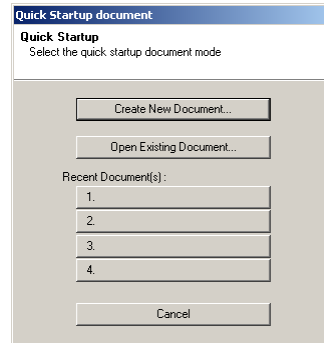 Quick Startup document
Quick Startup
Select the quick startup document mode
Create New Document...
Open Existing Document...
Recent Document(s) :
1.
2.
3.
4.
Cancel